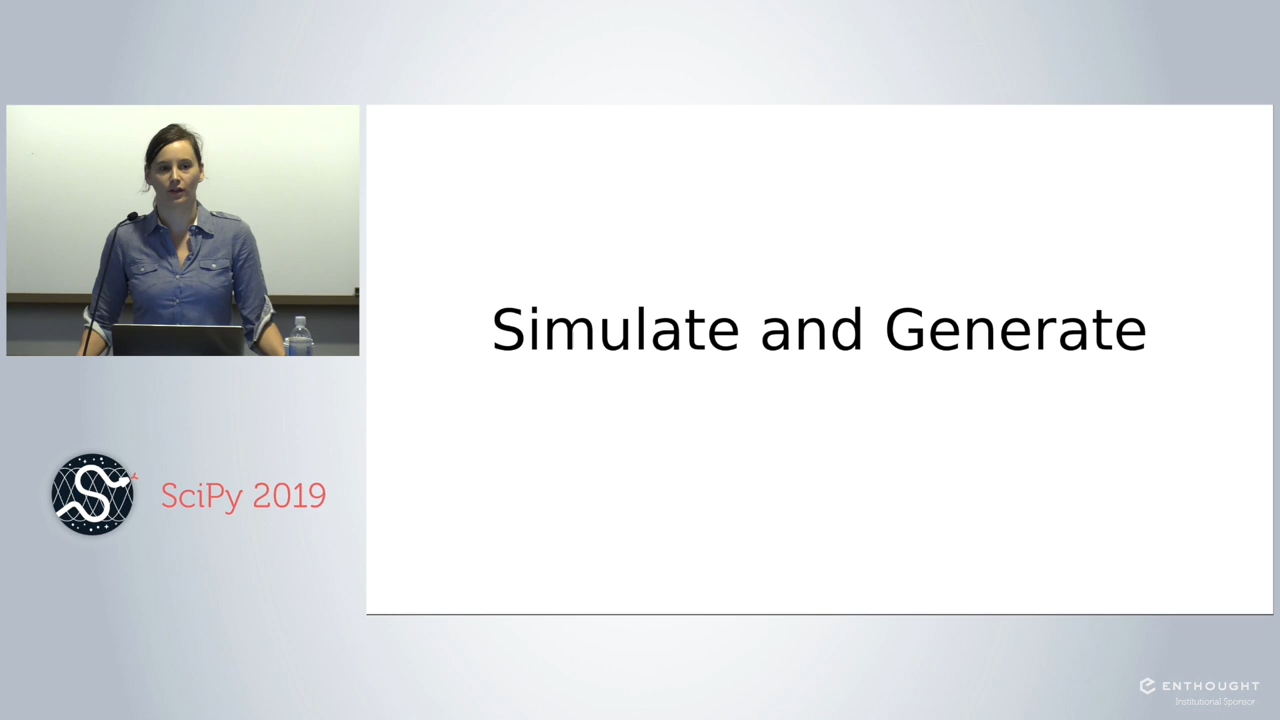 Simulate and Generate
SciPy 2019
ENTHOUGHT
Institutional Sponsor